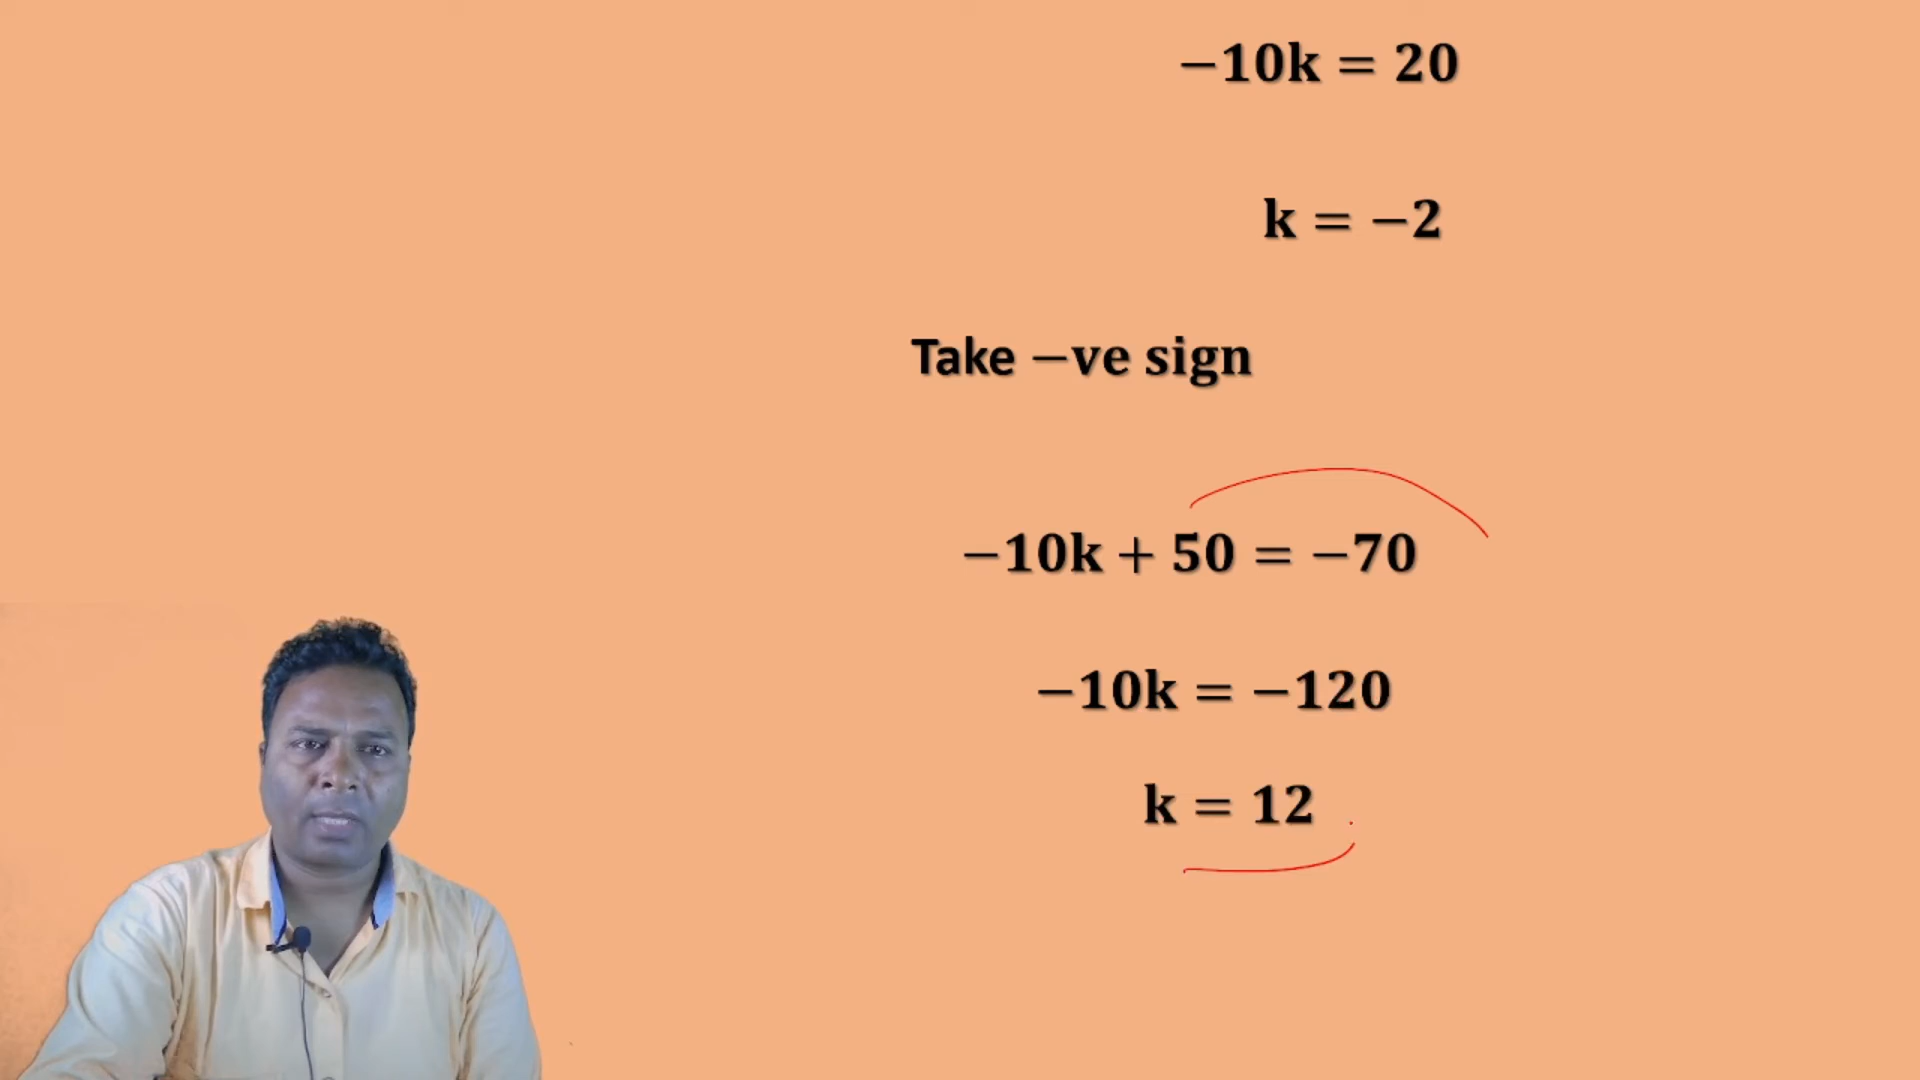 −10k = 20
k = −2
Take −ve sign
−10k + 50 = −70
−10k = −120
k = 12